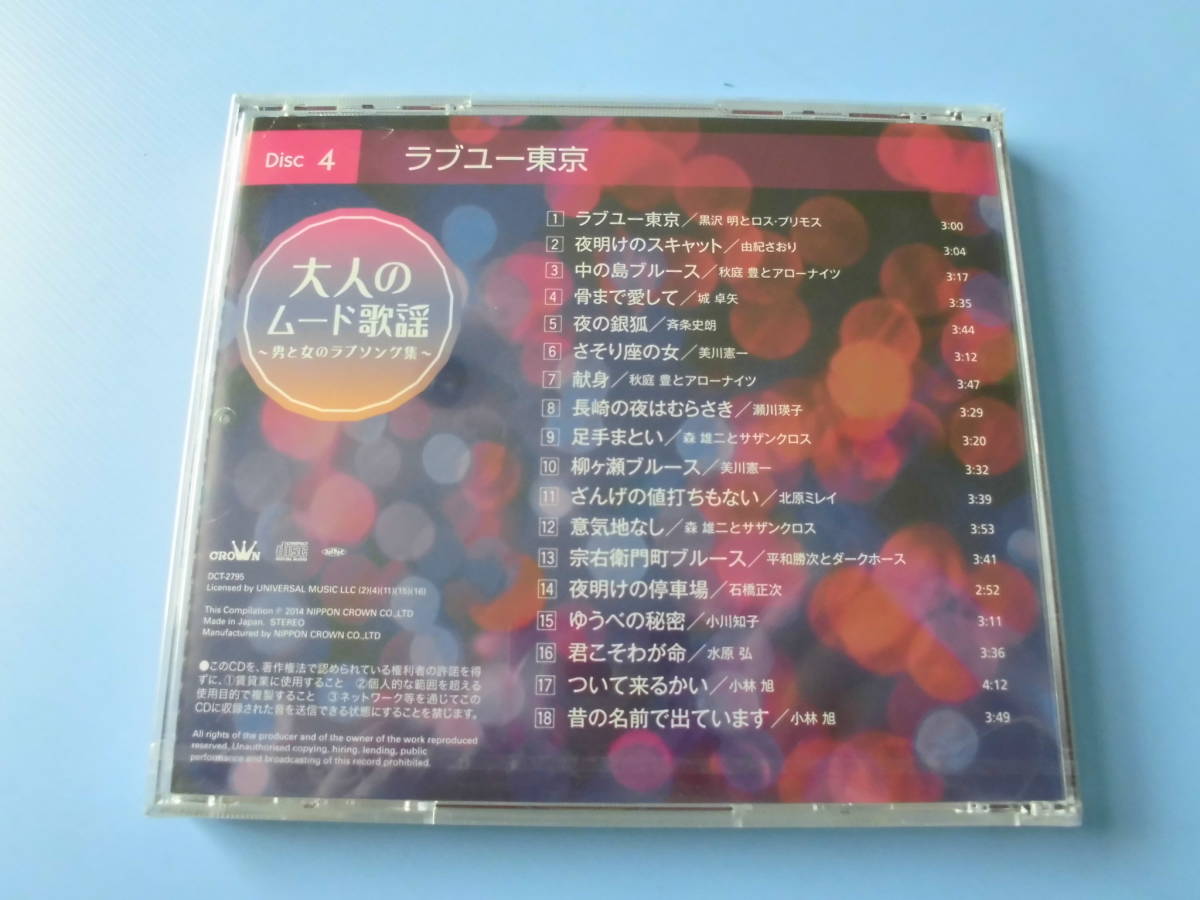 Disc 4
ラブユー東京
大人の
ムード歌謡
～男と女のラブソング集～
1 ラブユー東京／黒沢 明とロス・プリモス 3:00
2 夜明けのスキャット／由紀さおり 3:04
3 中の島ブルース／秋庭 豊とアローナイツ 3:17
4 骨まで愛して／城 卓矢 3:35
5 夜の銀狐／斉条史朗 3:44
6 さそり座の女／美川憲一 3:12
7 献身／秋庭 豊とアローナイツ 3:47
8 長崎の夜はむらさき／瀬川瑛子 3:29
9 足手まとい／森 雄二とサザンクロス 3:20
10 柳ヶ瀬ブルース／美川憲一 3:32
11 ざんげの値打ちもない／北原ミレイ 3:39
12 意気地なし／森 雄二とサザンクロス 3:53
13 宗右衛門町ブルース／平和勝次とダークホース 3:41
14 夜明けの停車場／石橋正次 2:52
15 ゆうべの秘密／小川知子 3:11
16 君こそわが命／水原 弘 3:36
17 ついて来るかい／小林 旭 4:12
18 昔の名前で出ています／小林 旭 3:49
CROWN
disc
DCT-2795
Licensed by UNIVERSAL MUSIC LLC (2)(4)(11)(15)(16)
This Compilation ℗ 2014 NIPPON CROWN CO.,LTD
Made in Japan. STEREO
Manufactured by NIPPON CROWN CO.,LTD
●このCDを、著作権法で認められている権利者の許諾を得
ずに、①賃貸業に使用すること ②個人的な範囲を超える
使用目的で複製すること ③ネットワーク等を通じてこの
CDに収録された音を送信できる状態にすることを禁じます。
All rights of the producer and of the owner of the work reproduced
reserved. Unauthorised copying, hiring, lending, public
performance and broadcasting of this record prohibited.